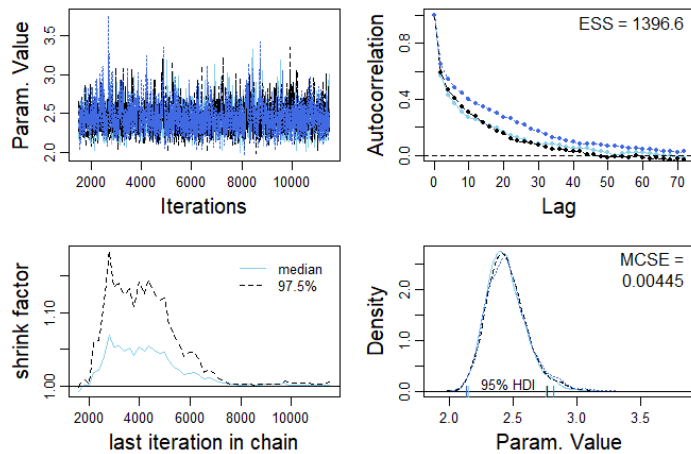 Param. Value
3.5
3.0
2.5
2.0
2000 4000 6000 8000 10000
Iterations
ESS = 1396.6
Autocorrelation
0.8
0.4
0.0
0 10 20 30 40 50 60 70
Lag
median
97.5%
shrink factor
1.10
1.00
2000 4000 6000 8000 10000
last iteration in chain
MCSE =
0.00445
Density
2.0
1.0
0.0
95% HDI
2.0 2.5 3.0 3.5
Param. Value